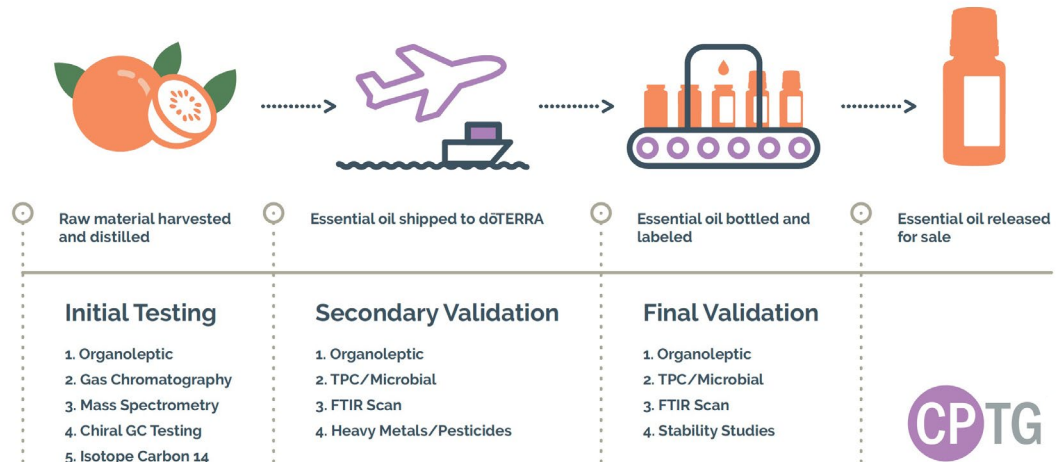 Raw material harvested
and distilled
Essential oil shipped to dōTERRA
Essential oil bottled and
labeled
Essential oil released
for sale
Initial Testing
1. Organoleptic
2. Gas Chromatography
3. Mass Spectrometry
4. Chiral GC Testing
5. Isotope Carbon 14
Secondary Validation
1. Organoleptic
2. TPC/Microbial
3. FTIR Scan
4. Heavy Metals/Pesticides
Final Validation
1. Organoleptic
2. TPC/Microbial
3. FTIR Scan
4. Stability Studies
CPTG